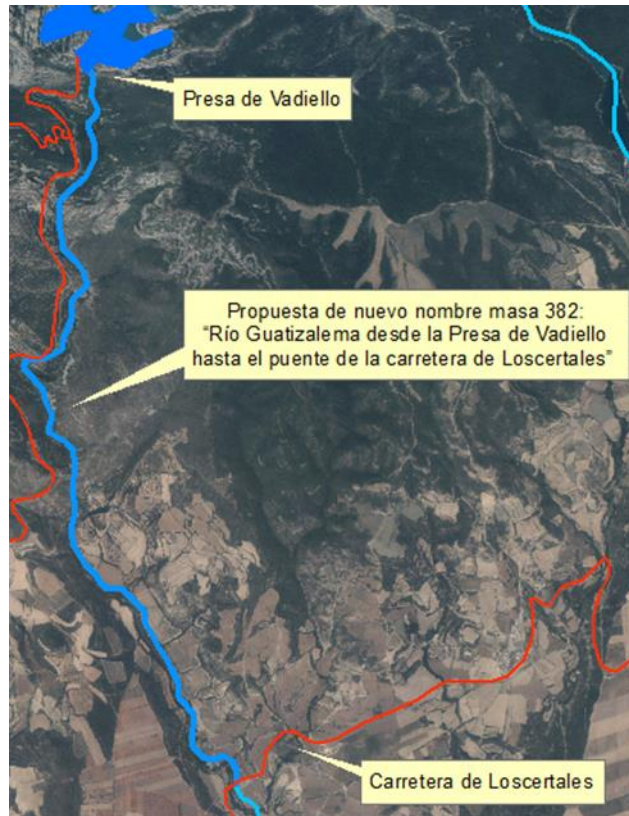 Presa de Vadiello
Propuesta de nuevo nombre masa 382:
“Río Guatizalema desde la Presa de Vadiello
hasta el puente de la carretera de Loscertales”
Carretera de Loscertales